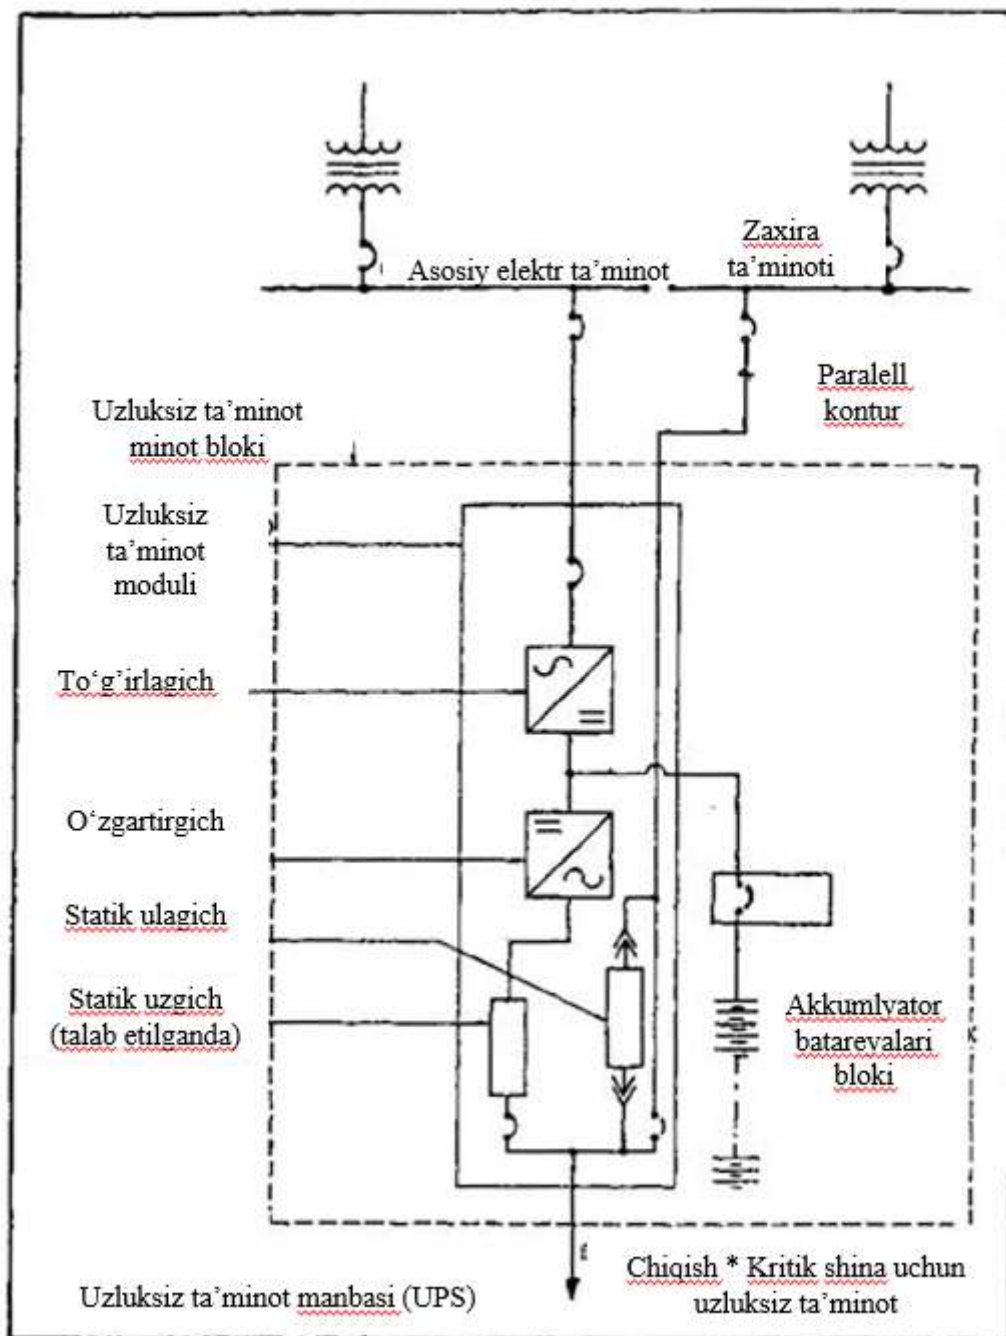 Zaxira
ta’minoti
Asosiy elektr ta’minot
Paralell
kontur
Uzluksiz ta’minot
minot bloki
Uzluksiz
ta’minot
moduli
To‘g’irlagich
O‘zgartirgich
Statik ulagich
Statik uzgich
(talab etilganda)
Akkumlyator
batarevalari
bloki
Chiqish * Kritik shina uchun
uzluksiz ta’minot
Uzluksiz ta’minot manbasi (UPS)